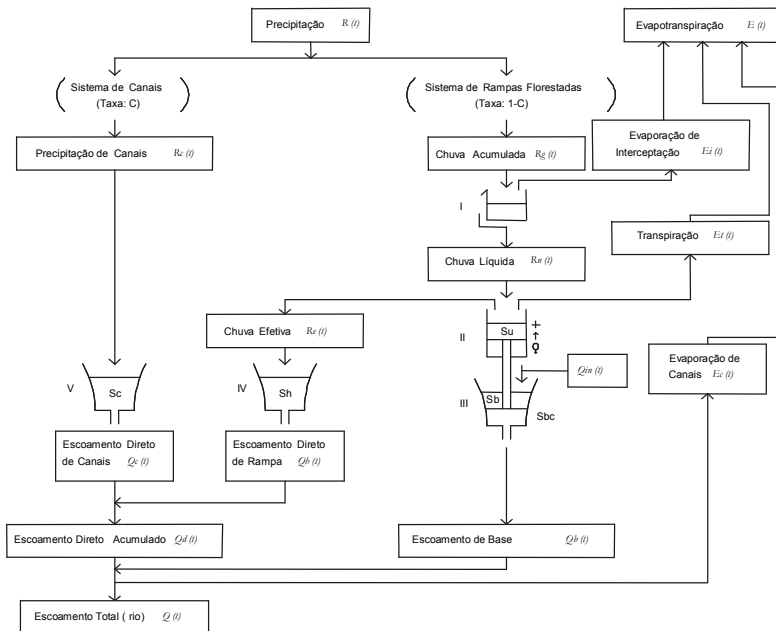 Precipitação R (t)
Evapotranspiração E (t)
Sistema de Canais
(Taxa: C)
Sistema de Rampas Florestadas
(Taxa: 1-C)
Precipitação de Canais Rc (t)
Chuva Acumulada Rg (t)
Evaporação de
Interceptação Ei (t)
I
Transpiração Et (t)
Chuva Líquida Rn (t)
Chuva Efetiva Re (t)
II
Su
+
Evaporação de
Canais Ec (t)
Qin (t)
V
Sc
IV
Sh
III
Sb
Sbc
Escoamento Direto
de Canais Qc (t)
Escoamento Direto
de Rampa Qh (t)
Escoamento Direto Acumulado Qd (t)
Escoamento de Base Qb (t)
Escoamento Total ( rio) Q (t)